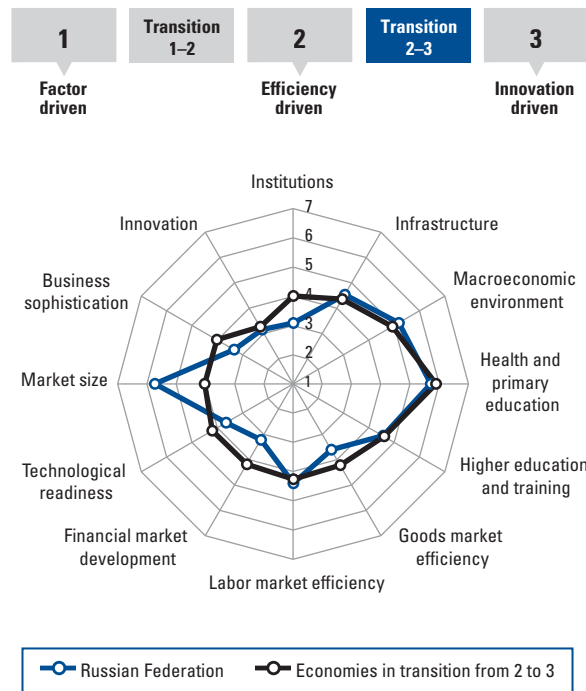 1
Transition
1–2
2
Transition
2–3
3
Factor
driven
Efficiency
driven
Innovation
driven
Institutions
7
Innovation
6
Infrastructure
5
Business
sophistication
4
Macroeconomic
environment
3
2
Market size
1
Health and
primary
education
Technological
readiness
Higher education
and training
Financial market
development
Goods market
efficiency
Labor market efficiency
Russian Federation
Economies in transition from 2 to 3